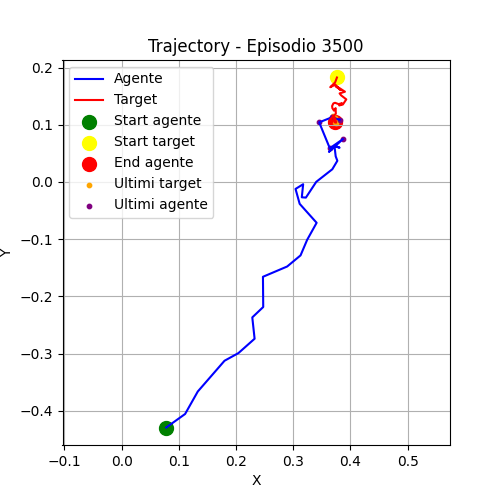 Trajectory - Episodio 3500
Agente
Target
Start agente
Start target
End agente
Ultimi target
Ultimi agente
0.2
0.1
0.0
−0.1
−0.2
−0.3
−0.4
Y
−0.1
0.0
0.1
0.2
0.3
0.4
0.5
X